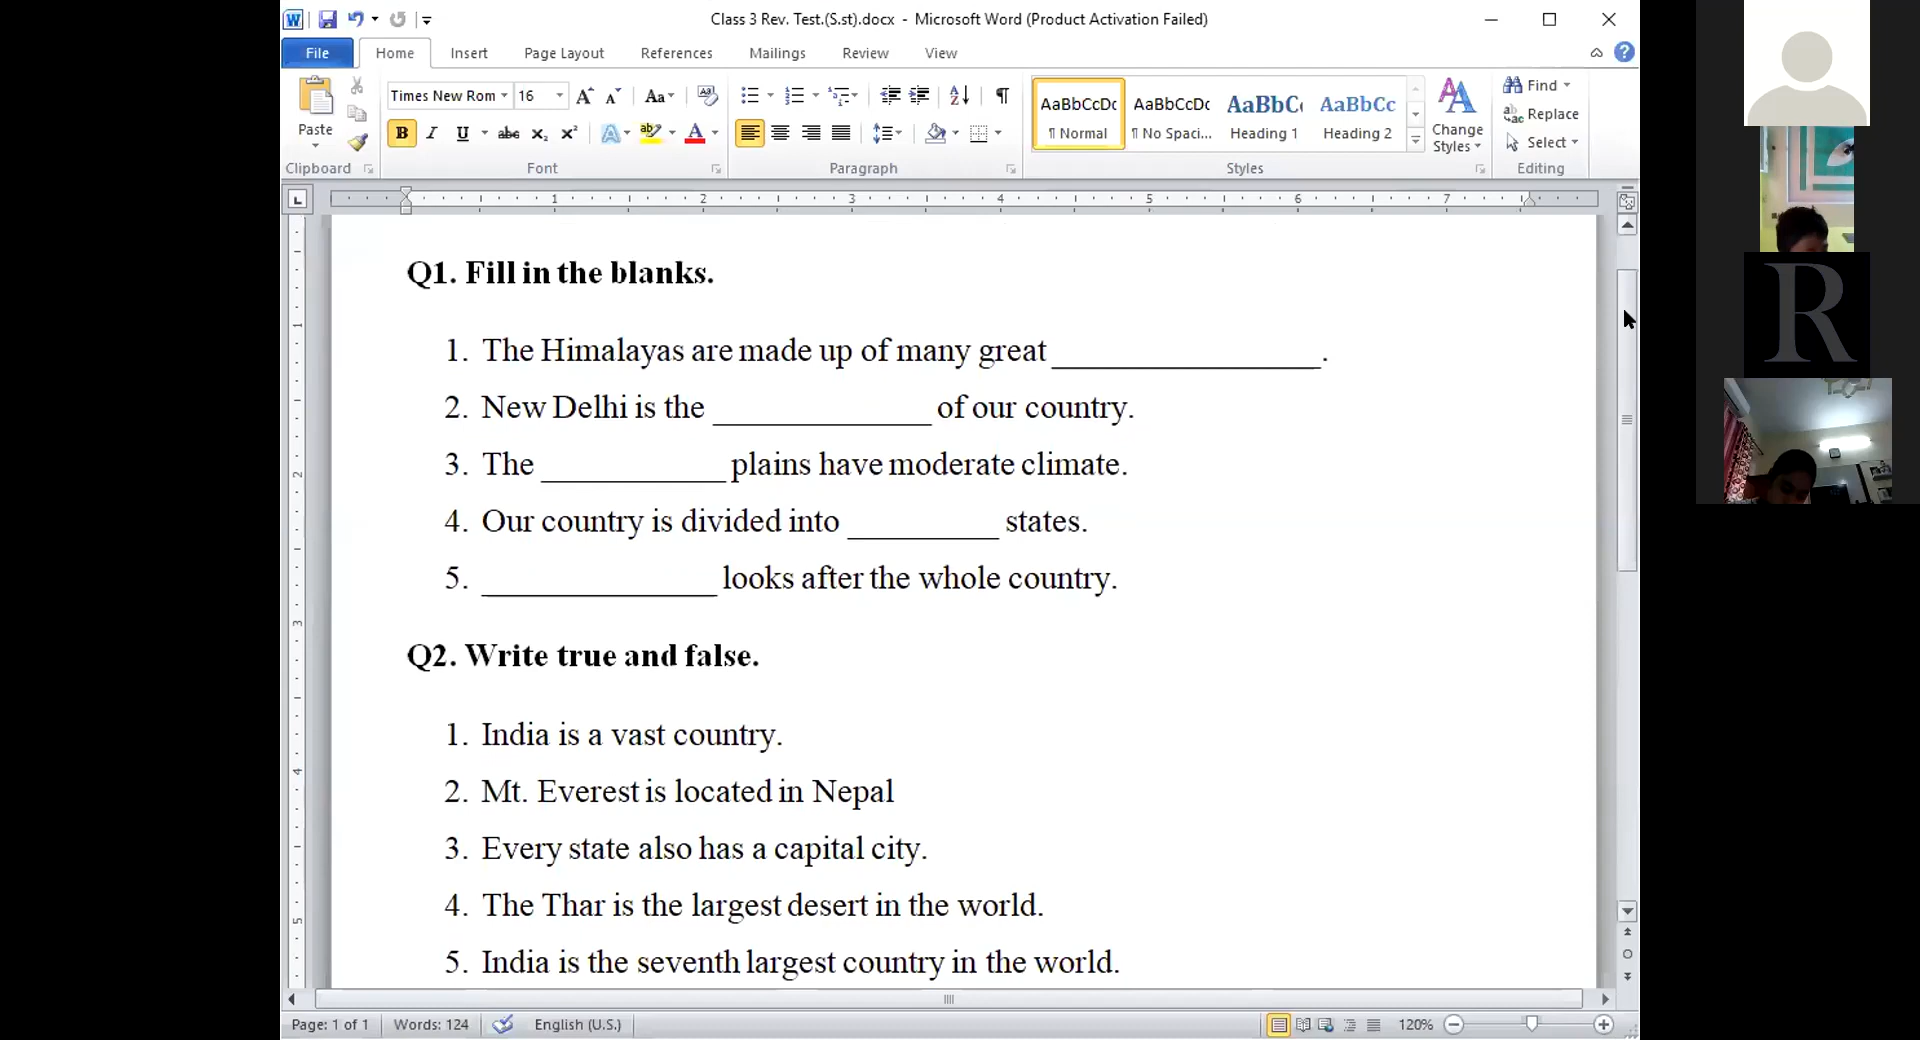 Class 3 Rev. Test.(S.st).docx - Microsoft Word (Product Activation Failed)
File Home Insert Page Layout References Mailings Review View
Times New Rom 16
AaBbCcDc AaBbCcDc AaBbC AaBbCc
Paste
¶ Normal ¶ No Spaci... Heading 1 Heading 2
Change Styles
Find
Replace
Select
Clipboard Font Paragraph Styles Editing
1 2 3 4 5 6 7
Q1. Fill in the blanks.
1. The Himalayas are made up of many great ________________.
2. New Delhi is the _____________ of our country.
3. The ___________ plains have moderate climate.
4. Our country is divided into _________ states.
5. ______________ looks after the whole country.
Q2. Write true and false.
1. India is a vast country.
2. Mt. Everest is located in Nepal
3. Every state also has a capital city.
4. The Thar is the largest desert in the world.
5. India is the seventh largest country in the world.
Page: 1 of 1 Words: 124 English (U.S.) 120%
R